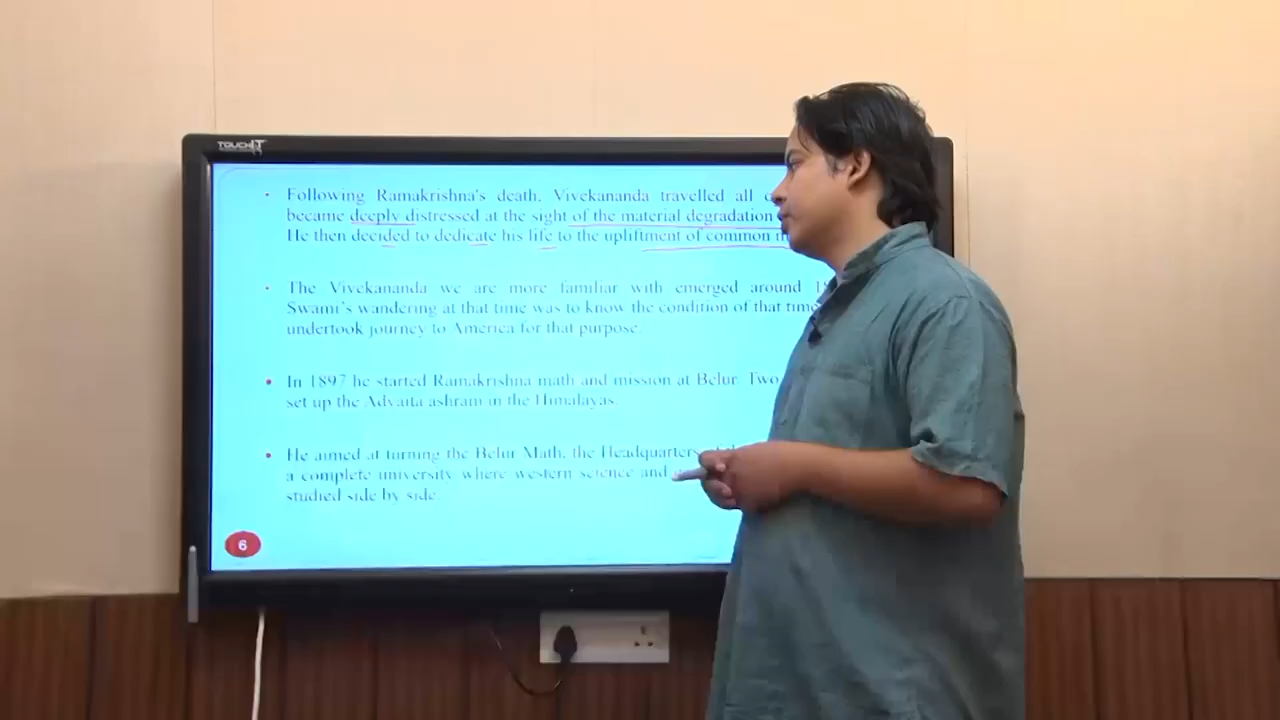 TOUCHIT
Following Ramakrishna's death, Vivekananda travelled all
became deeply distressed at the sight of the material degradation
He then decided to dedicate his life to the upliftment of common
The Vivekananda we are more familiar with emerged around
Swami's wandering at that time was to know the condition of that time
undertook journey to America for that purpose.
In 1897 he started Ramakrishna math and mission at Belur. Two
set up the Advaita ashram in the Himalayas.
He aimed at turning the Belur Math, the Headquarters
a complete university where western science and
studied side by side.
6